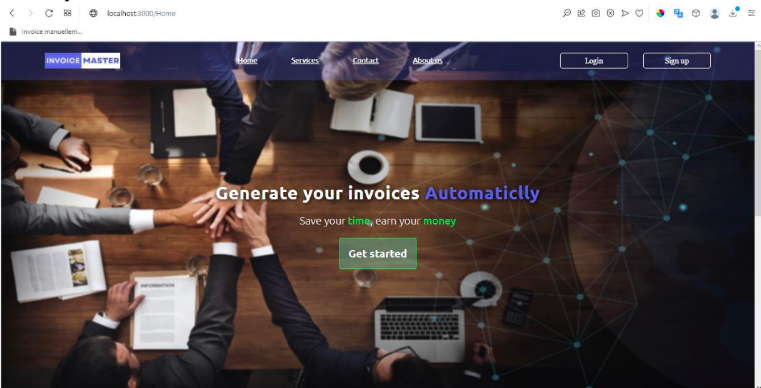 localhost:3000/Home
invoice manuellem...
INVOICE MASTER
Home Services Contact About us
Login Sign up
Generate your invoices Automaticlly
Save your time, earn your money
Get started
INFORMATION